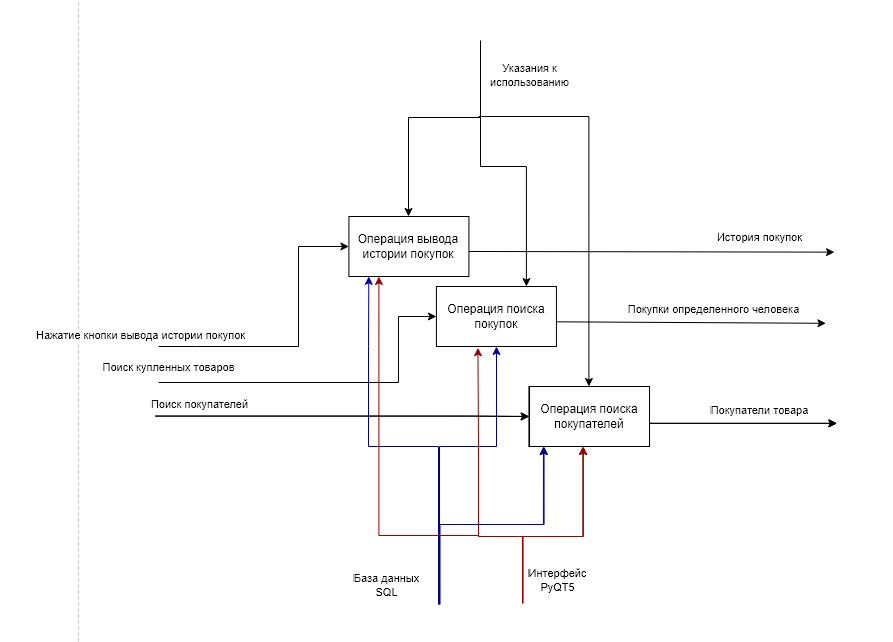 Указания к
использованию
Операция вывода
истории покупок
История покупок
Операция поиска
покупок
Покупки определенного человека
Нажатие кнопки вывода истории покупок
Поиск купленных товаров
Поиск покупателей
Операция поиска
покупателей
Покупатели товара
База данных
SQL
Интерфейс
PyQT5